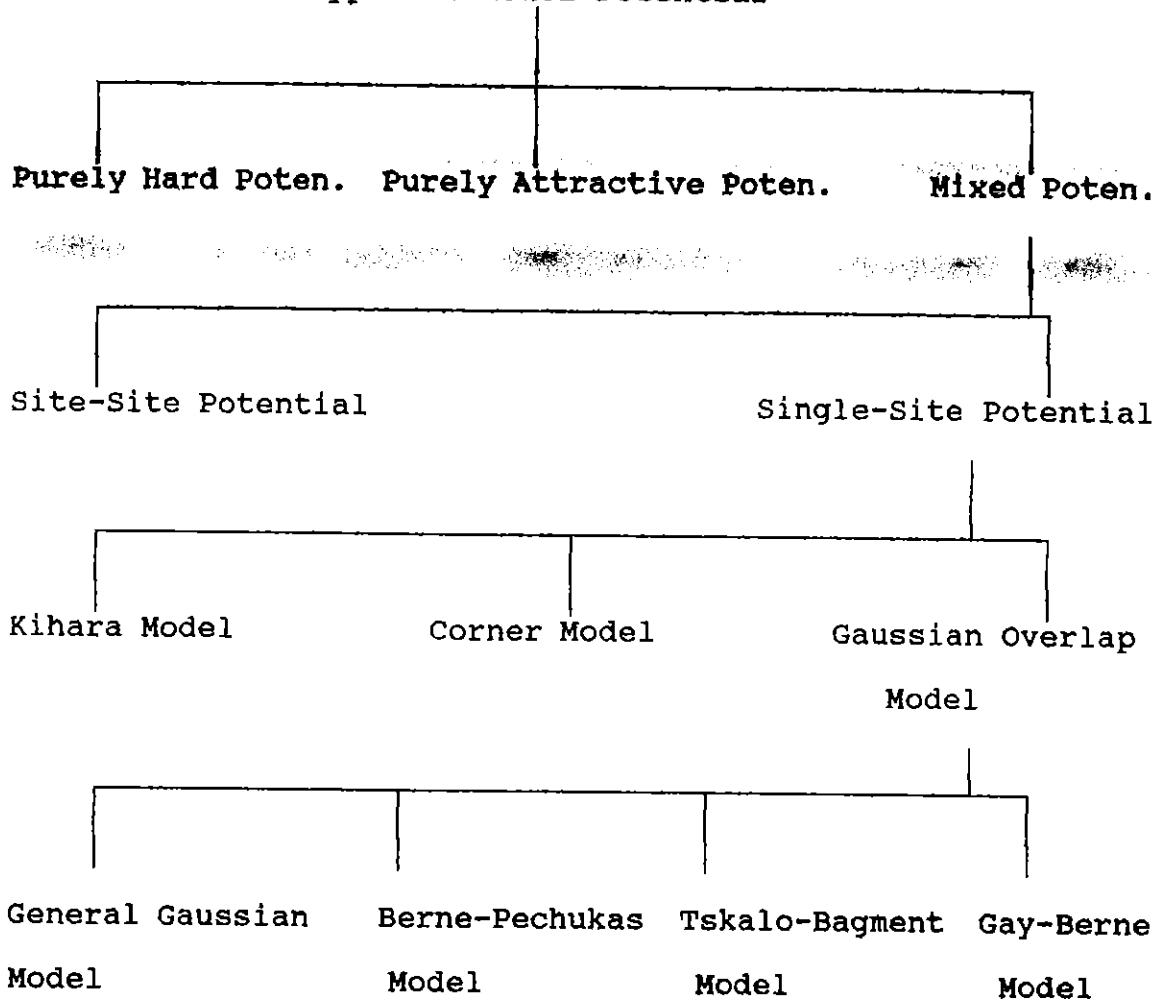 Purely Hard Poten. Purely Attractive Poten. Mixed Poten.
Site-Site Potential Single-Site Potential
Kihara Model Corner Model Gaussian Overlap
Model
General Gaussian Berne-Pechukas Tskalo-Bagment Gay-Berne
Model Model Model Model